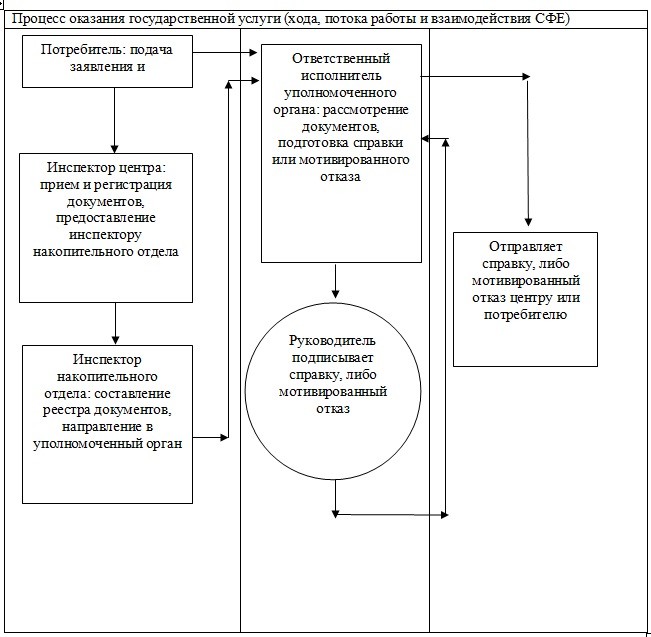 Процесс оказания государственной услуги (хода, потока работы и взаимодействия СФЕ)
Потребитель: подача
заявления и
Инспектор центра:
прием и регистрация
документов,
предоставление
инспектору
накопительного отдела
Инспектор
накопительного
отдела: составление
реестра документов,
направление в
уполномоченный орган
Ответственный
исполнитель
уполномоченного
органа: рассмотрение
документов,
подготовка справки
или мотивированного
отказа
Руководитель
подписывает
справку, либо
мотивированный
отказ
Отправляет
справку, либо
мотивированный
отказ центру или
потребителю